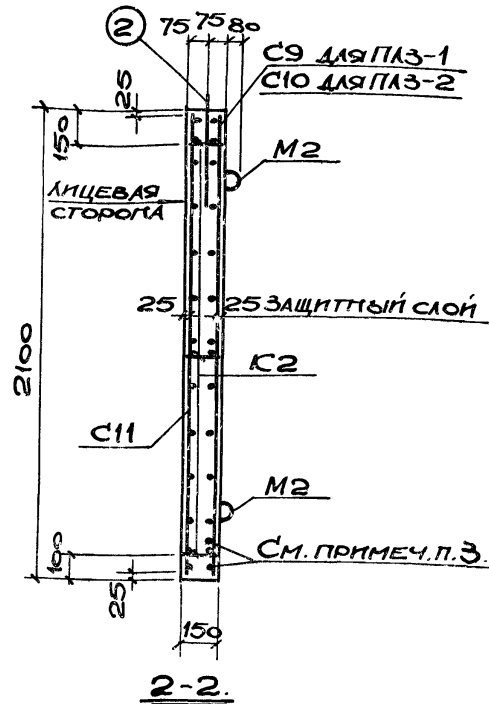 75 75 80
2
С9 ДЛЯ ПЛЗ-1
С10 ДЛЯ ПЛЗ-2
25
150
М2
ЛИЦЕВАЯ
СТОРОНА
25 25 ЗАЩИТНЫЙ СЛОЙ
2100
К2
С11
М2
СМ. ПРИМЕЧ. П. 3.
100
25
150
2-2.